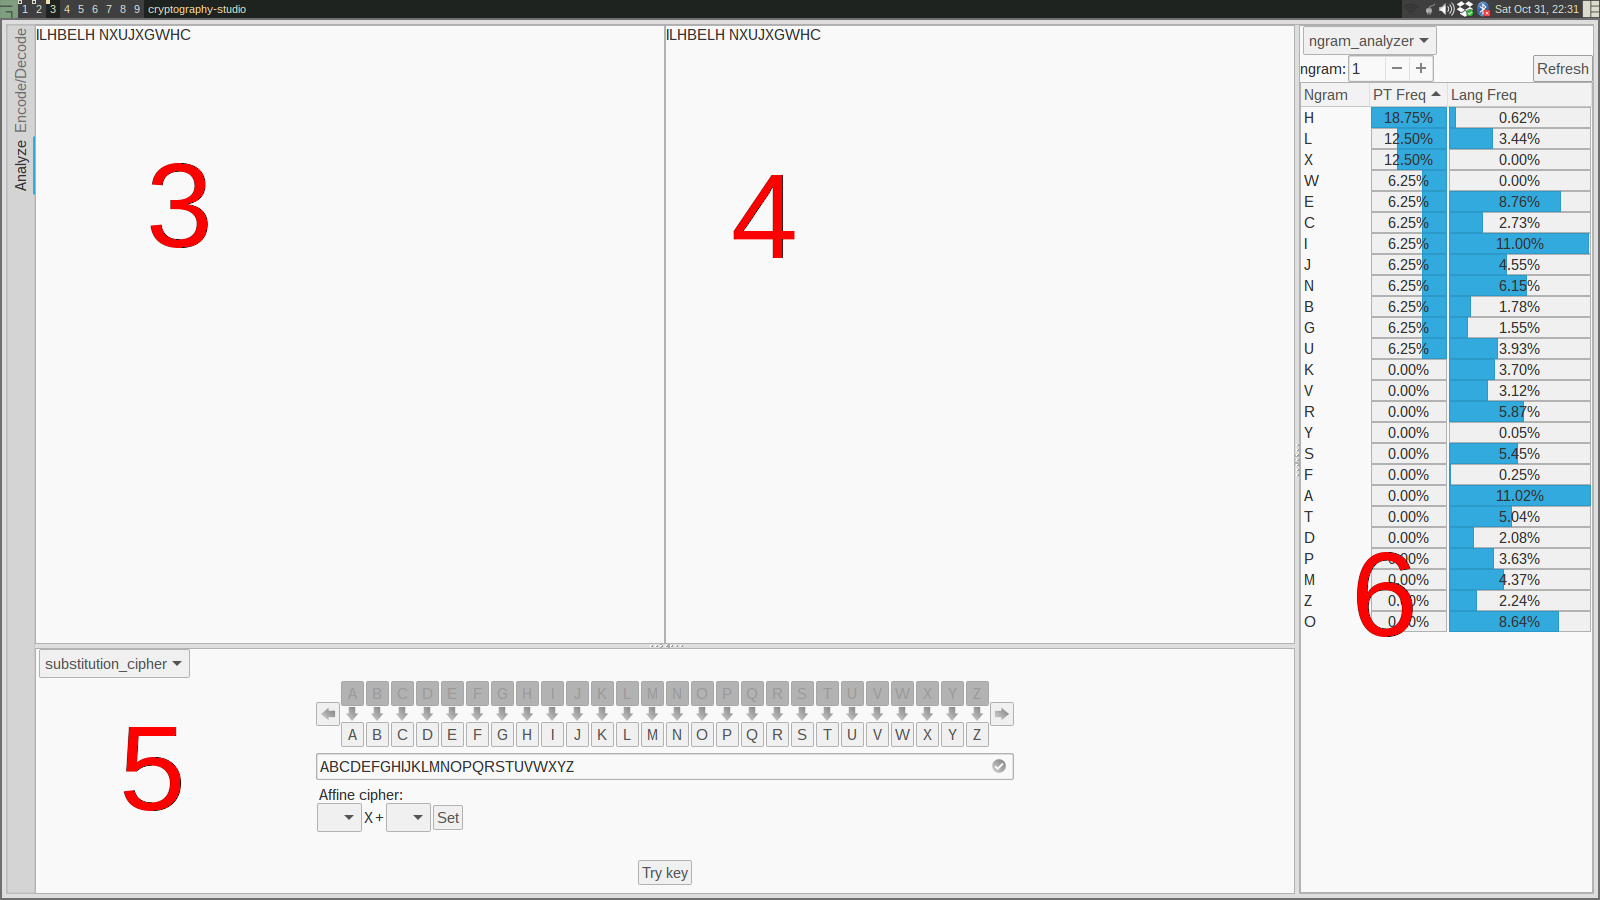 1 2 3 4 5 6 7 8 9 cryptography-studio Sat Oct 31, 22:31
Encode/Decode
Analyze
ILHBELH NXUJXGWHC
ILHBELH NXUJXGWHC
3
4
ngram_analyzer
ngram: 1 − + Refresh
Ngram PT Freq Lang Freq
H 18.75% 0.62%
L 12.50% 3.44%
X 12.50% 0.00%
W 6.25% 0.00%
E 6.25% 8.76%
C 6.25% 2.73%
I 6.25% 11.00%
J 6.25% 4.55%
N 6.25% 6.15%
B 6.25% 1.78%
G 6.25% 1.55%
U 6.25% 3.93%
K 0.00% 3.70%
V 0.00% 3.12%
R 0.00% 5.87%
Y 0.00% 0.05%
S 0.00% 5.45%
F 0.00% 0.25%
A 0.00% 11.02%
T 0.00% 5.04%
D 0.00% 2.08%
P 0.00% 3.63%
M 0.00% 4.37%
Z 0.00% 2.24%
O 0.00% 8.64%
6
substitution_cipher
5
A B C D E F G H I J K L M N O P Q R S T U V W X Y Z
A B C D E F G H I J K L M N O P Q R S T U V W X Y Z
ABCDEFGHIJKLMNOPQRSTUVWXYZ
Affine cipher:
X + Set
Try key